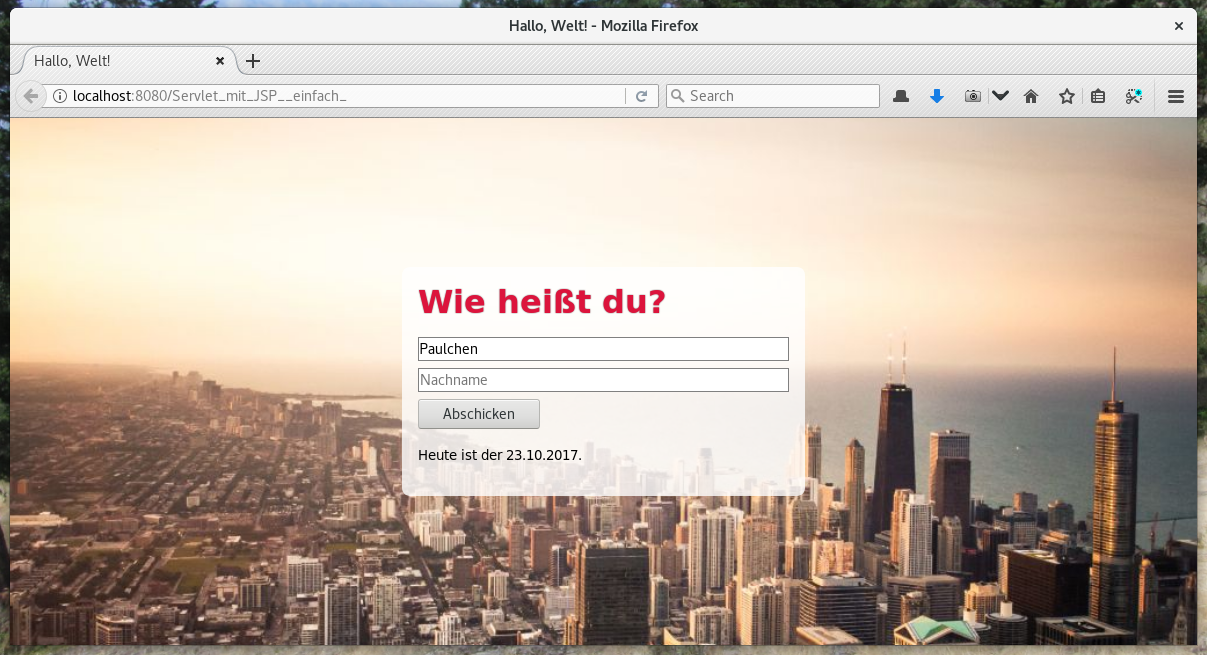 Hallo, Welt! - Mozilla Firefox
Hallo, Welt!
localhost:8080/Servlet_mit_JSP__einfach_
Search
Wie heißt du?
Paulchen
Nachname
Abschicken
Heute ist der 23.10.2017.